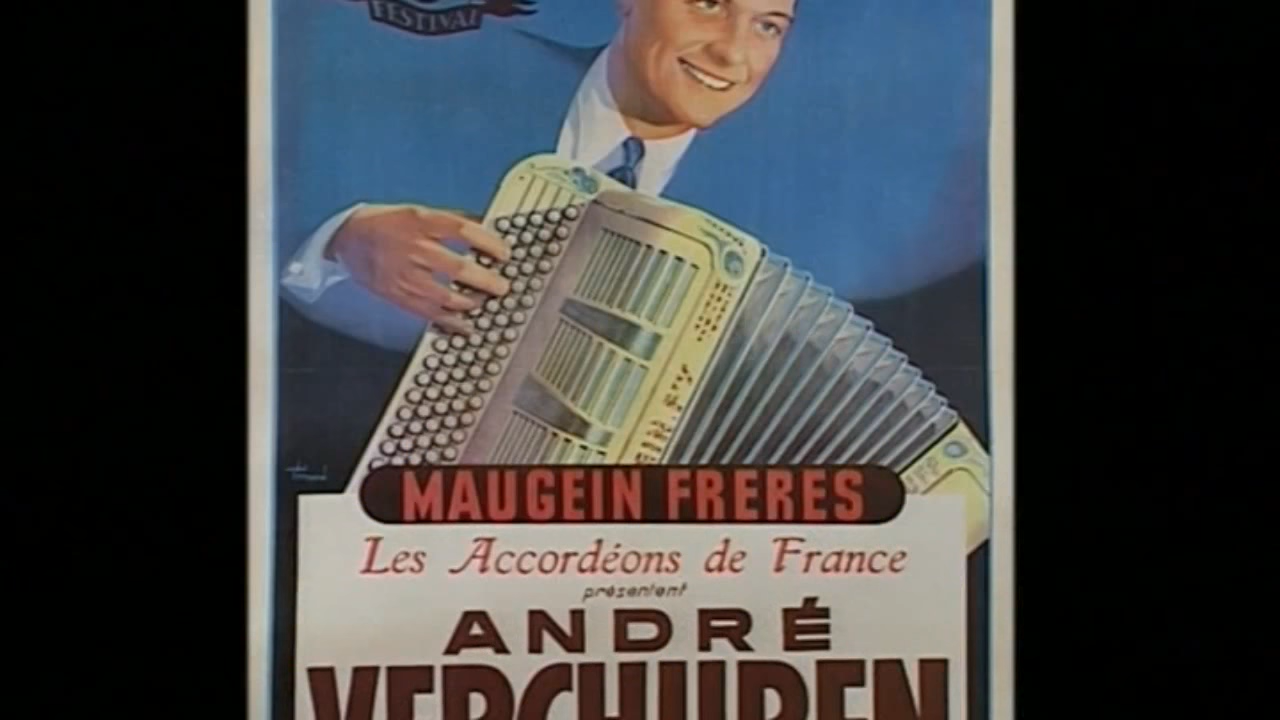 FESTIVAL
MAUGEIN FRERES
Les Accordéons de France
présentent
ANDRÉ
VERCHUREN